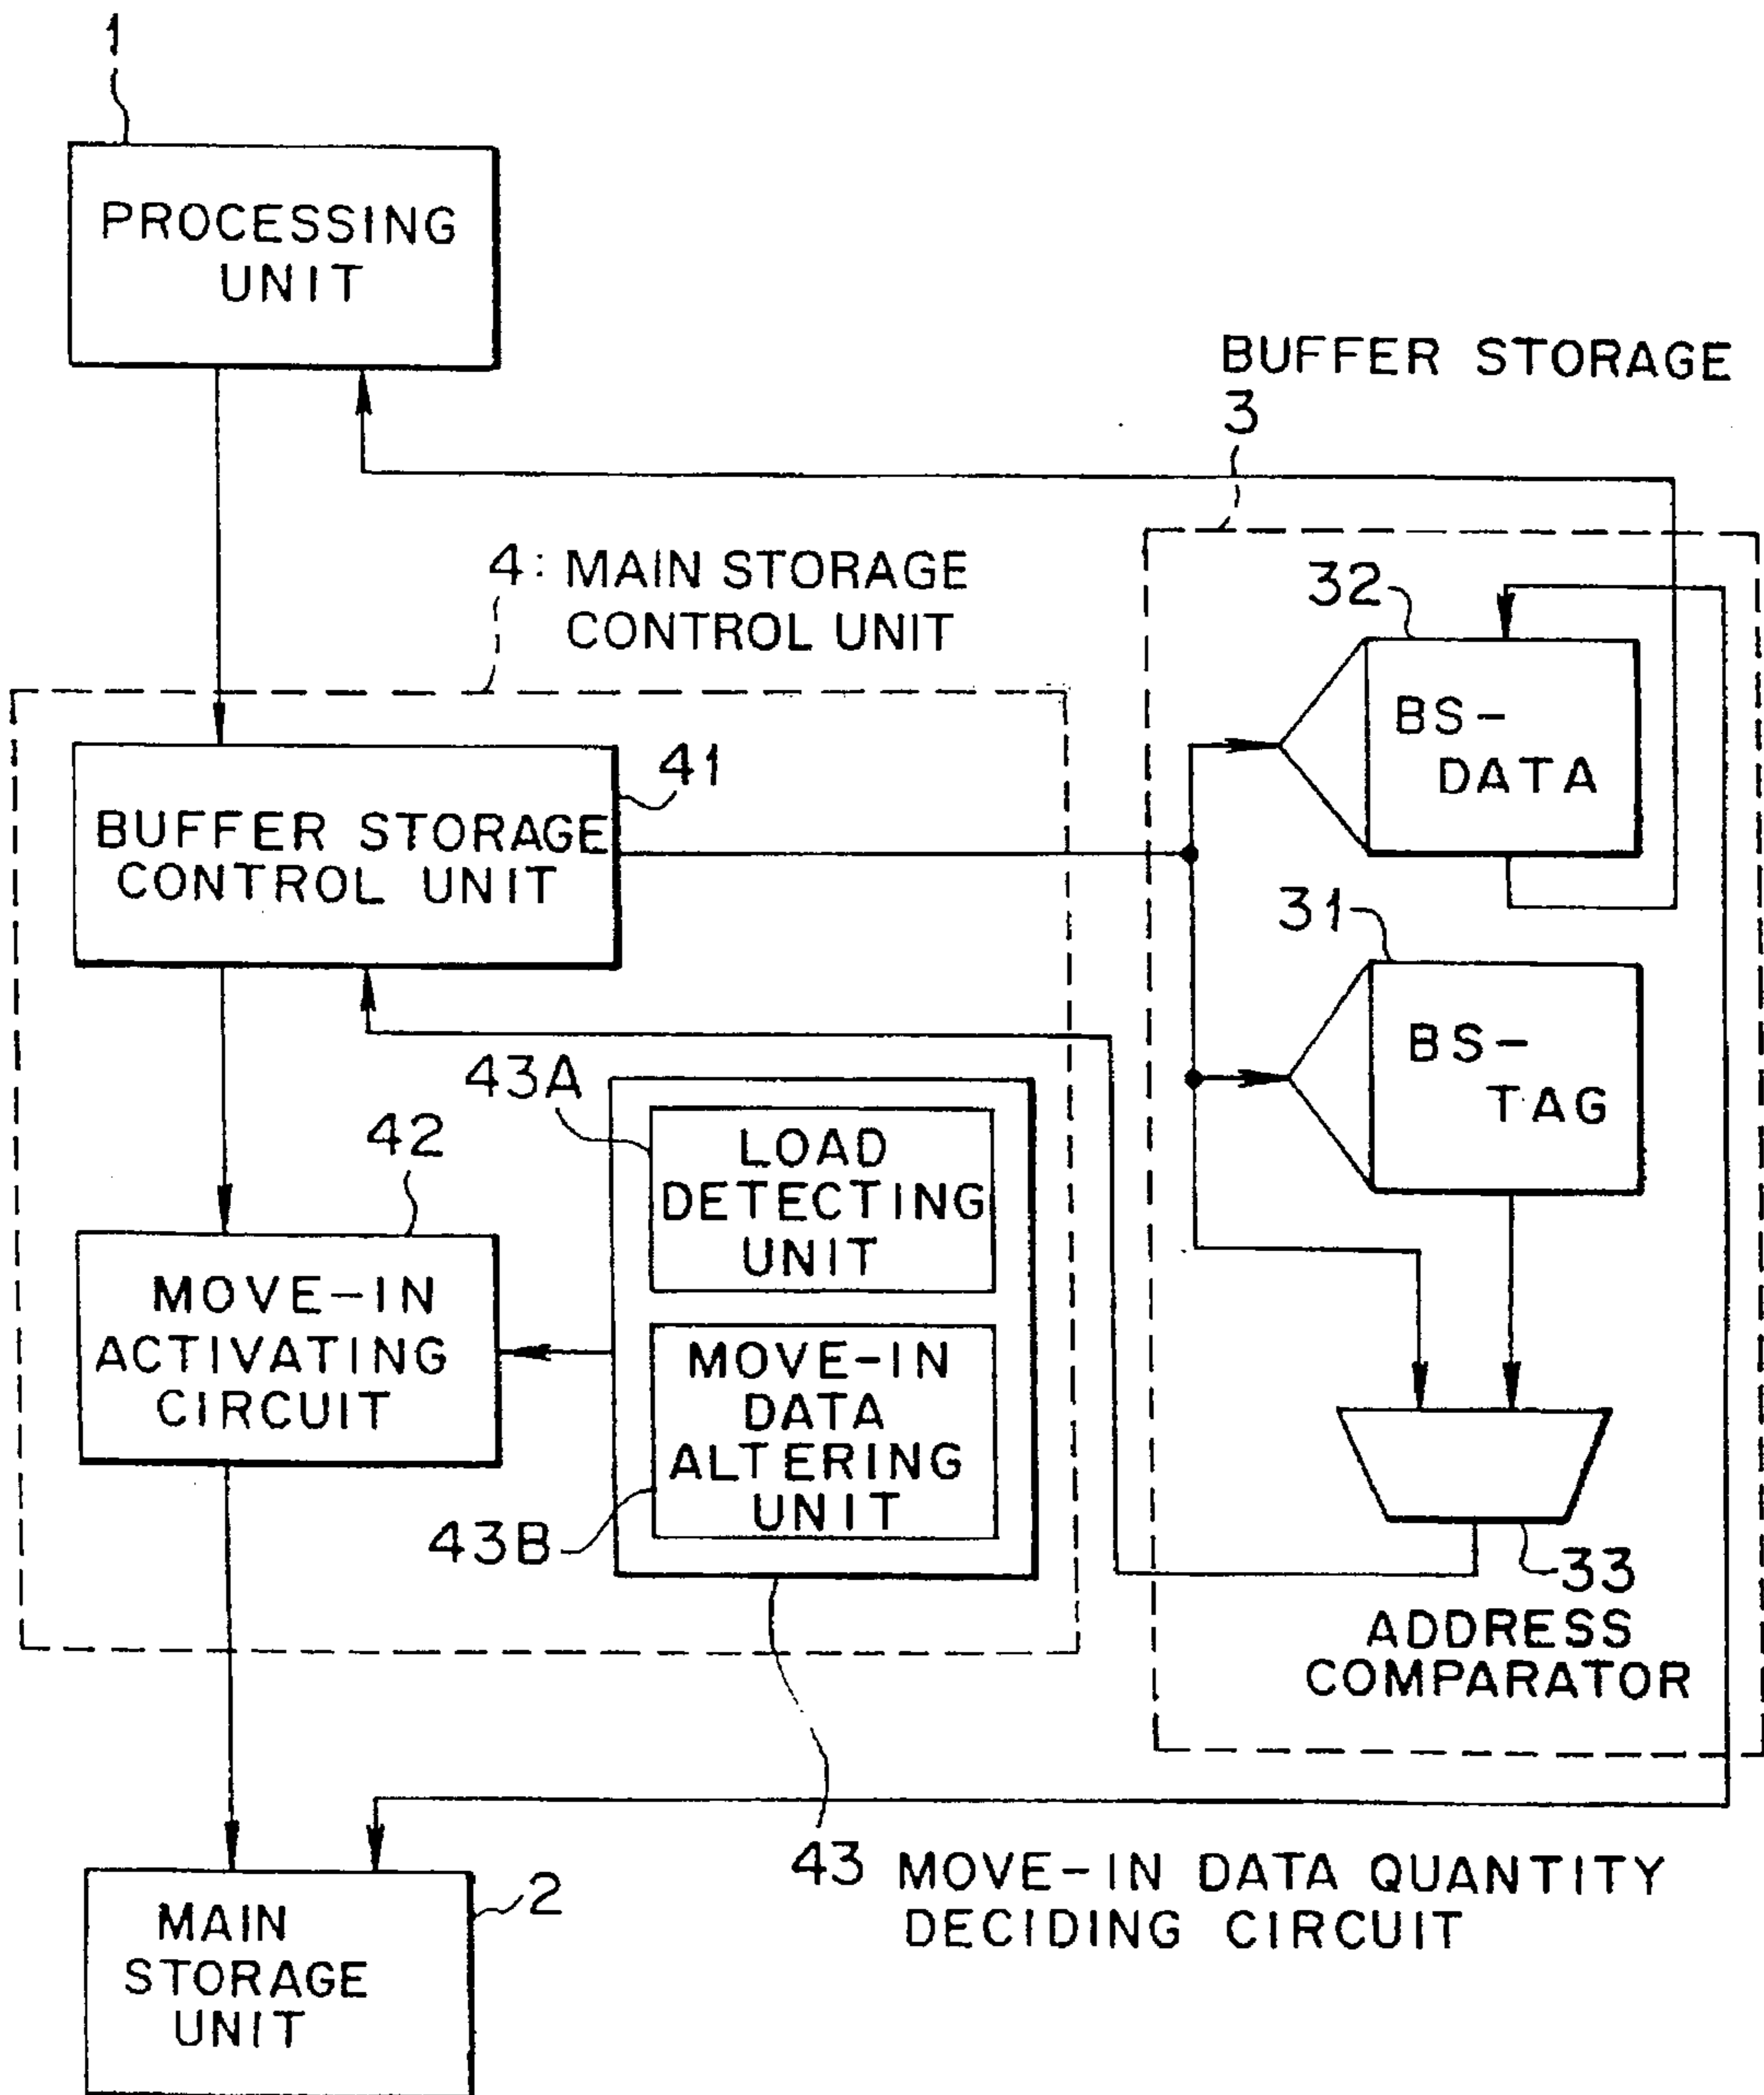 1
PROCESSING
UNIT
BUFFER STORAGE
3
4: MAIN STORAGE
CONTROL UNIT
32
BS-
DATA
41
BUFFER STORAGE
CONTROL UNIT
31
BS-
TAG
43A
LOAD
DETECTING
UNIT
42
MOVE-IN
ACTIVATING
CIRCUIT
MOVE-IN
DATA
ALTERING
UNIT
43B
33
ADDRESS
COMPARATOR
43 MOVE-IN DATA QUANTITY
DECIDING CIRCUIT
2
MAIN
STORAGE
UNIT